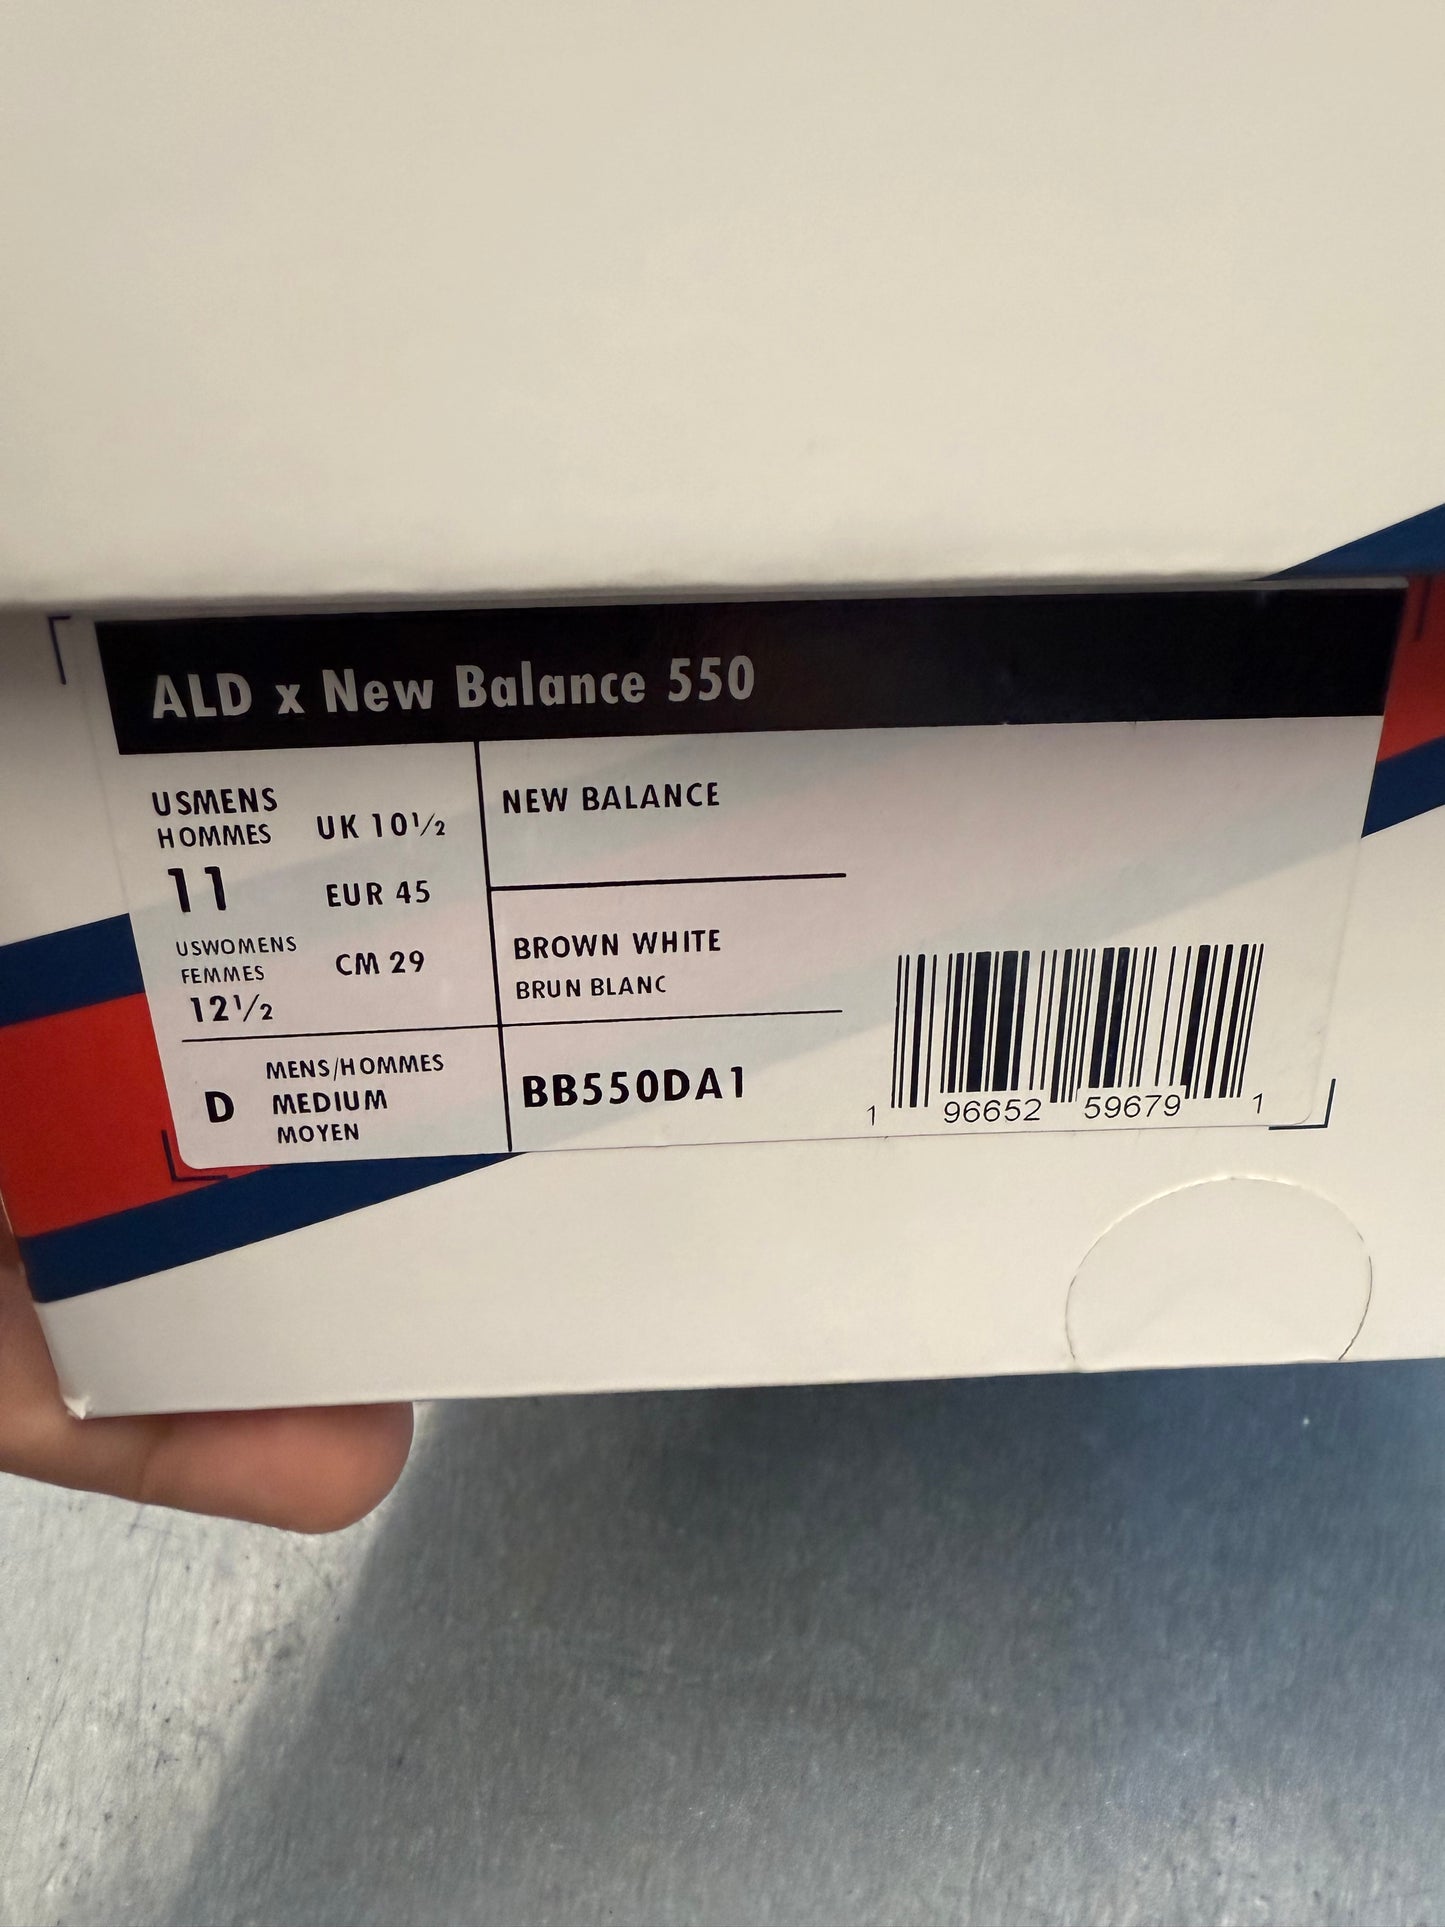 ALD x New Balance 550
USMENS
HOMMES
11
UK 10½
EUR 45
CM 29
USWOMENS
FEMMES
12½
D
MENS/HOMMES
MEDIUM
MOYEN
NEW BALANCE
BROWN WHITE
BRUN BLANC
BB550DA1
1 96652 59679 1